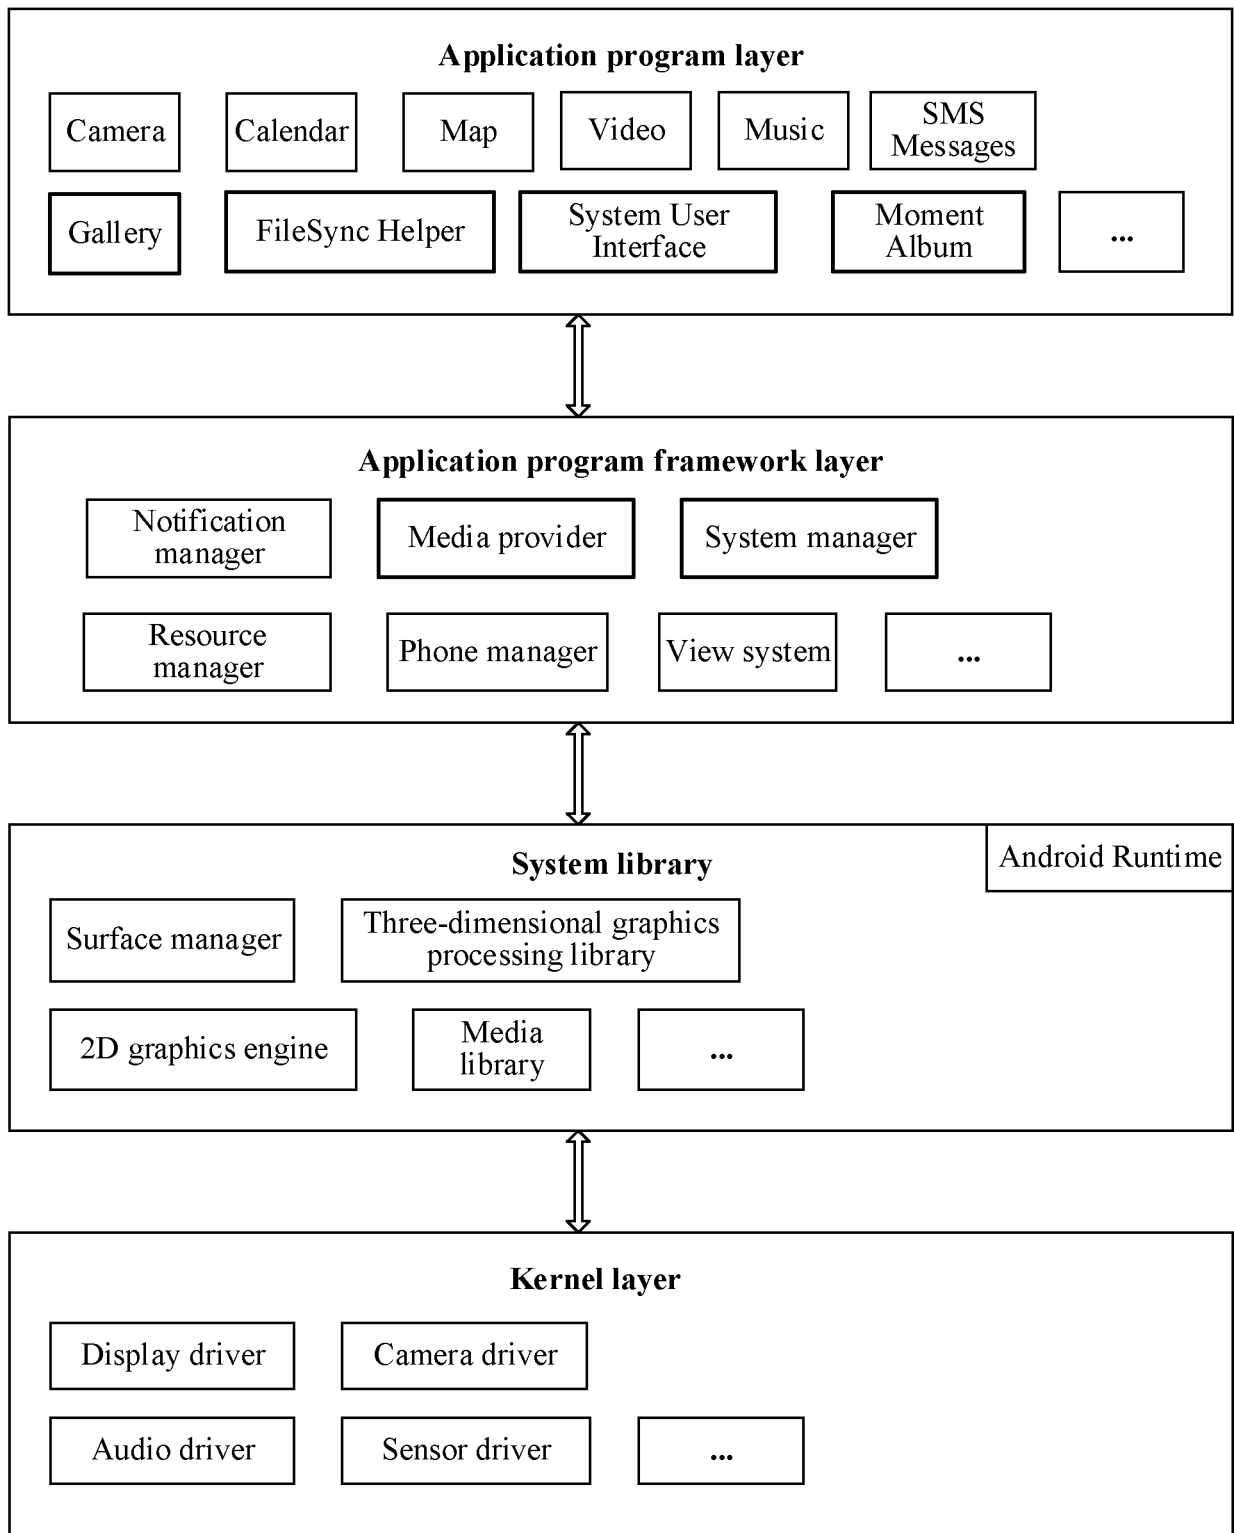 Application program layer
Camera
Calendar
Map
Video
Music
SMS
Messages
Gallery
FileSync Helper
System User
Interface
Moment
Album
...
Application program framework layer
Notification
manager
Media provider
System manager
Resource
manager
Phone manager
View system
...
System library
Android Runtime
Surface manager
Three-dimensional graphics
processing library
2D graphics engine
Media
library
...
Kernel layer
Display driver
Camera driver
Audio driver
Sensor driver
...